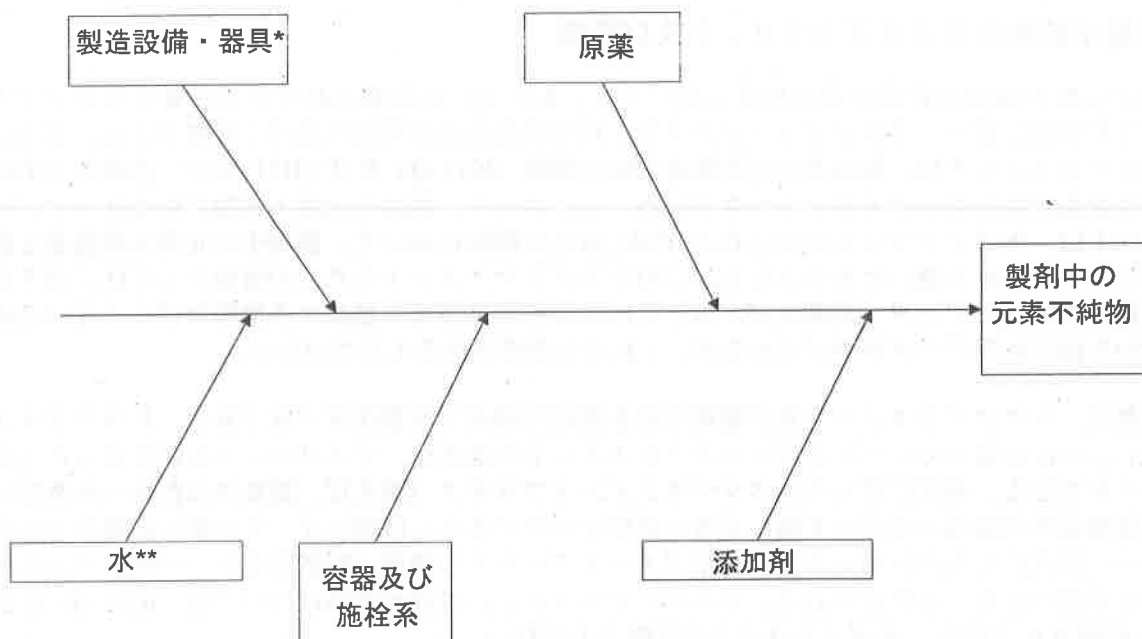 製造設備・器具*
原薬
製剤中の
元素不純物
水**
容器及び
施栓系
添加剤